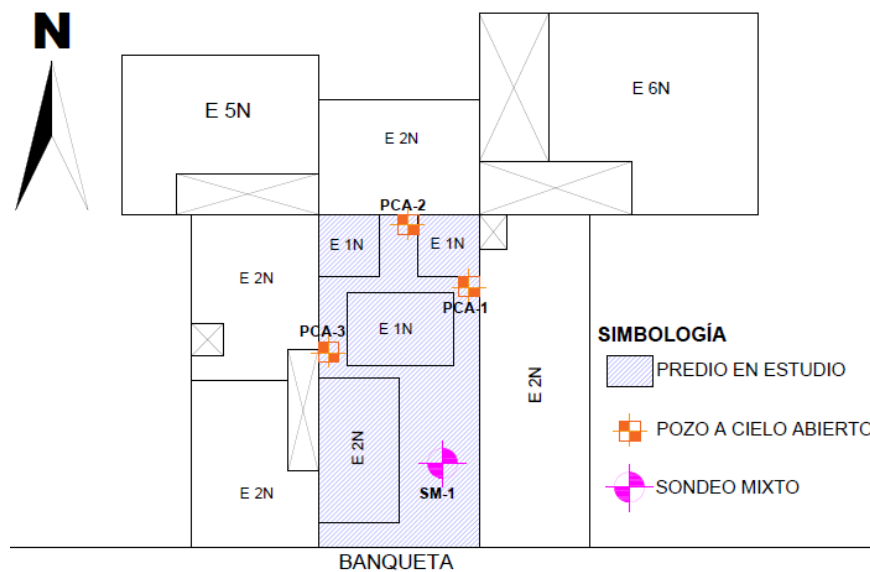 N
E 5N
E 2N
E 6N
PCA-2
E 1N
E 1N
E 2N
PCA-1
PCA-3
E 1N
E 2N
E 2N
E 2N
SM-1
E 2N
BANQUETA
SIMBOLOGÍA
PREDIO EN ESTUDIO
POZO A CIELO ABIERTO
SONDEO MIXTO